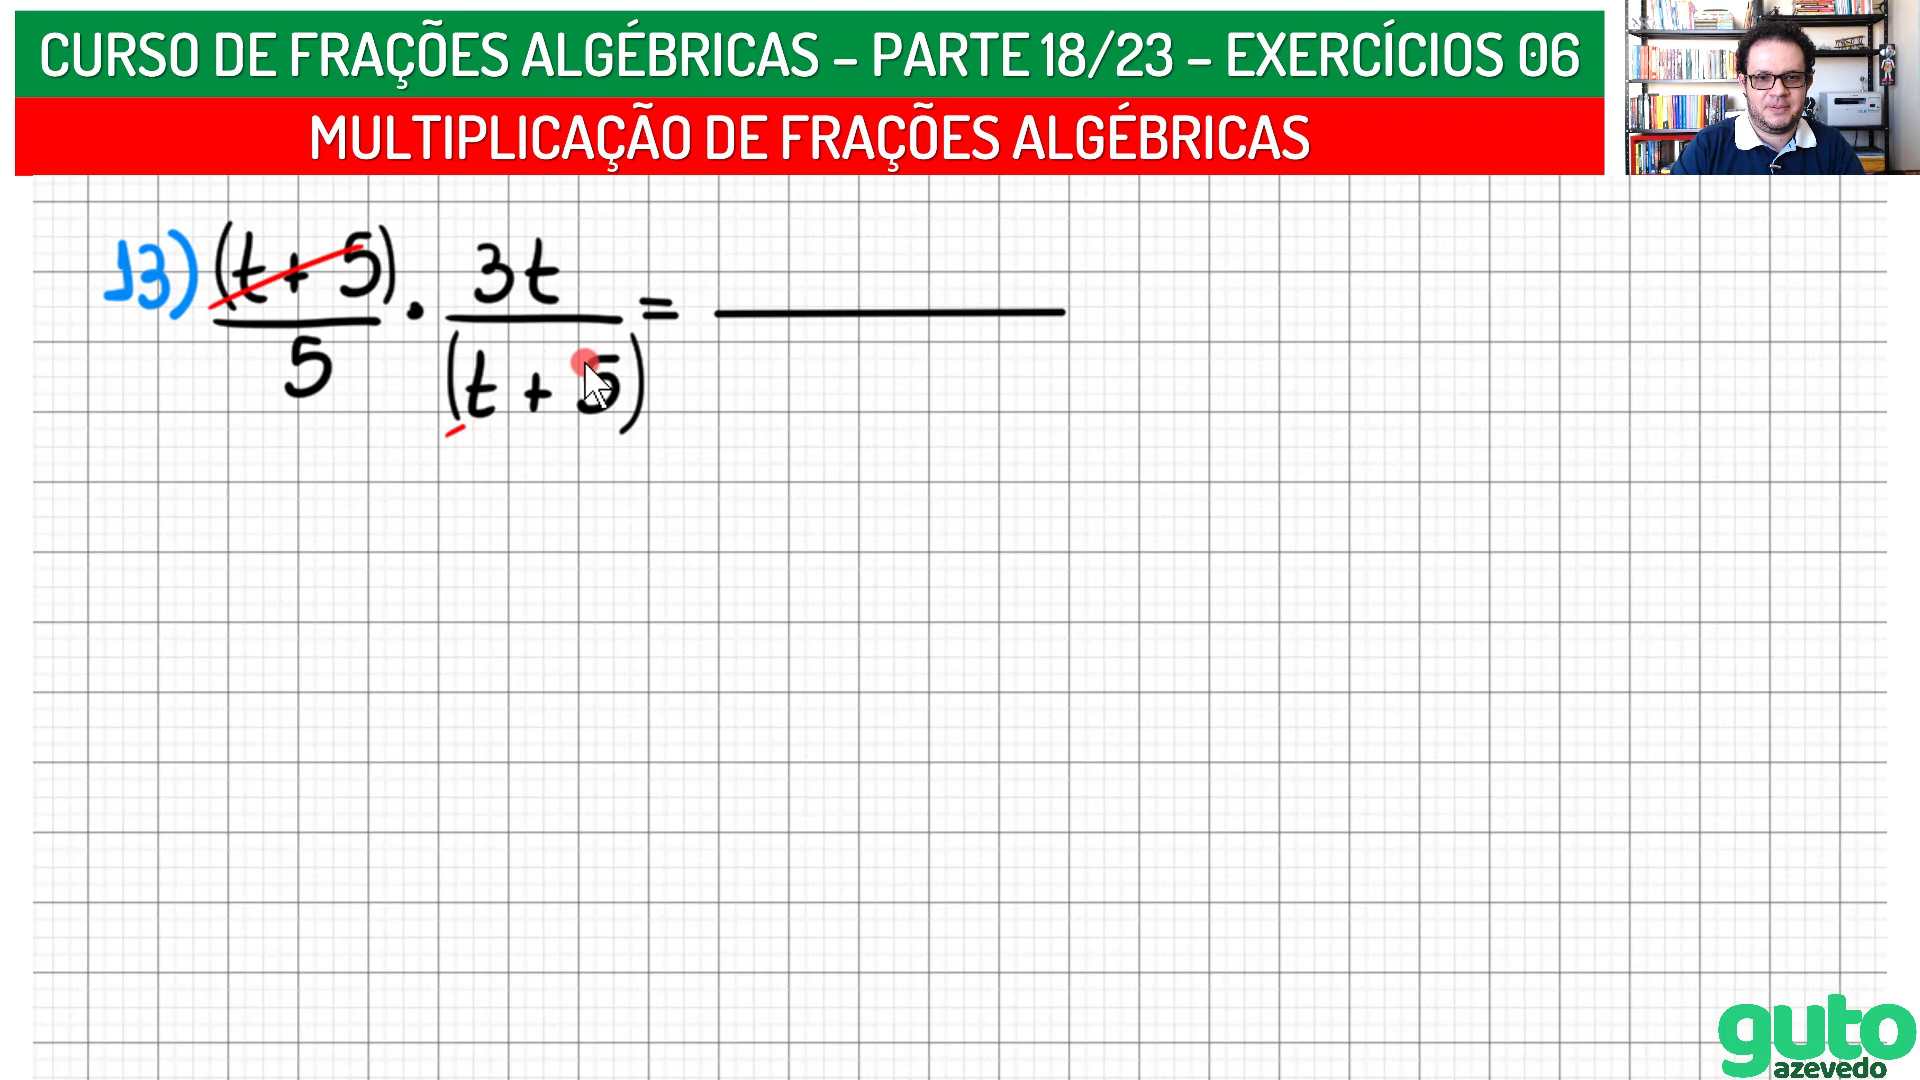 CURSO DE FRAÇÕES ALGÉBRICAS – PARTE 18/23 – EXERCÍCIOS 06
MULTIPLICAÇÃO DE FRAÇÕES ALGÉBRICAS
13) (t + 5) / 5 . 3t / (t + 5) =
guto
azevedo